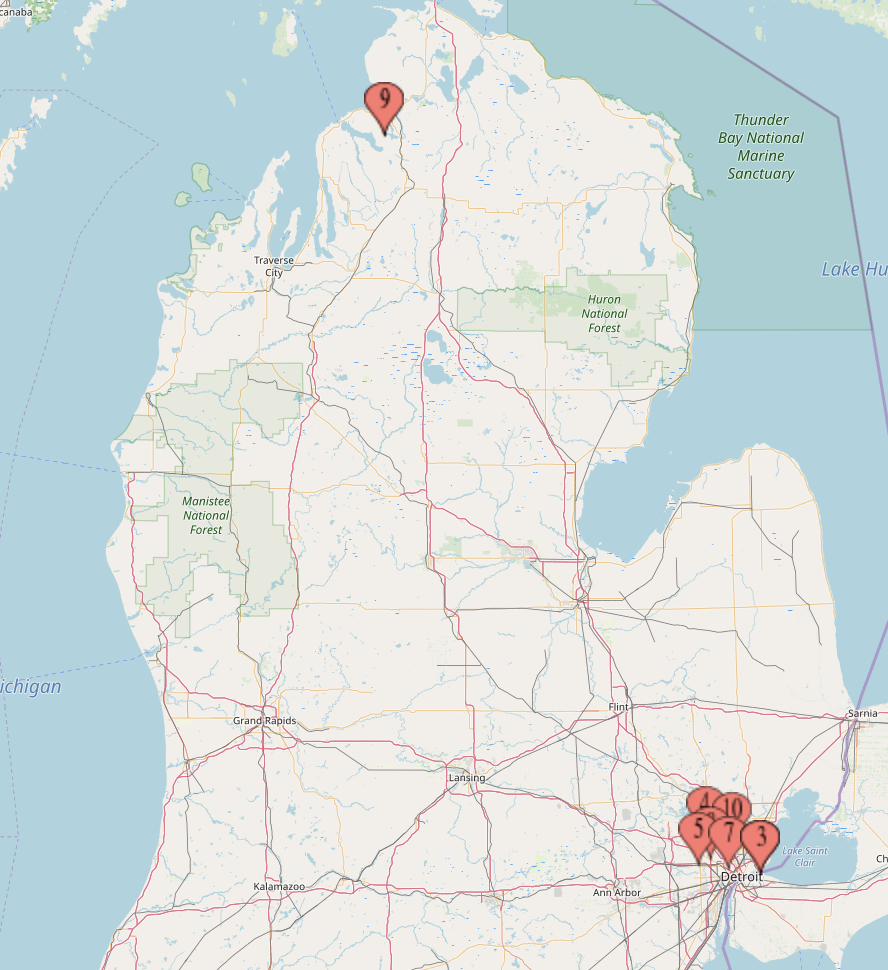 canaba
9
Thunder
Bay National
Marine
Sanctuary
Traverse
City
Lake Hu
Huron
National
Forest
Manistee
National
Forest
ichigan
Grand Rapids
Flint
Sarnia
Lansing
4
10
5
7
3
Lake Saint
Clair
Detroit
Ch
Kalamazoo
Ann Arbor